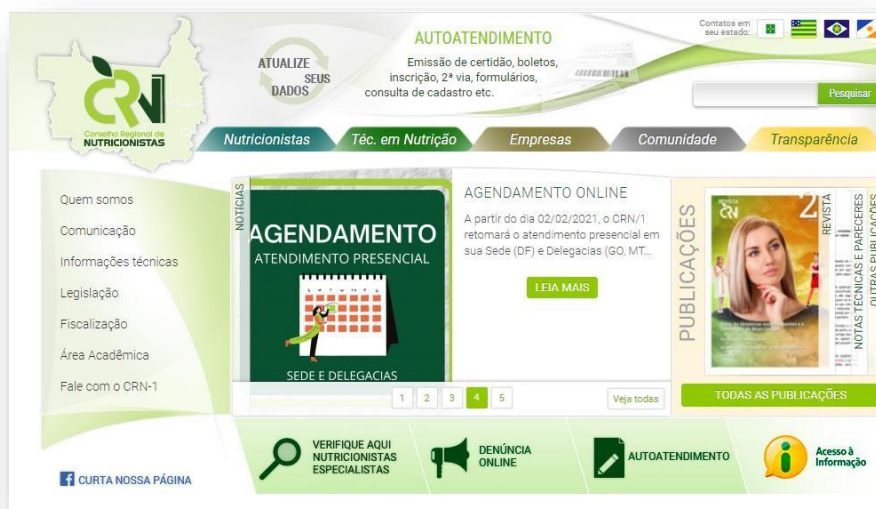 CRN
Conselho Regional de
NUTRICIONISTAS
ATUALIZE
SEUS
DADOS
AUTOATENDIMENTO
Emissão de certidão, boletos,
inscrição, 2ª via, formulários,
consulta de cadastro etc.
Contatos em
seu estado:
Pesquisar
Nutricionistas
Téc. em Nutrição
Empresas
Comunidade
Transparência
Quem somos
Comunicação
Informações técnicas
Legislação
Fiscalização
Área Acadêmica
Fale com o CRN-1
CURTA NOSSA PÁGINA
NOTÍCIAS
AGENDAMENTO
ATENDIMENTO PRESENCIAL
SEDE E DELEGACIAS
AGENDAMENTO ONLINE
A partir do dia 02/02/2021, o CRN/1
retomará o atendimento presencial em
sua Sede (DF) e Delegacias (GO, MT...
LEIA MAIS
1 2 3 4 5
Veja todas
PUBLICAÇÕES
REVISTA
CRN
2
REVISTA
NOTAS TÉCNICAS E PARECERES
OUTRAS PUBLICAÇÕES
TODAS AS PUBLICAÇÕES
VERIFIQUE AQUI
NUTRICIONISTAS
ESPECIALISTAS
DENÚNCIA
ONLINE
AUTOATENDIMENTO
Acesso à
Informação